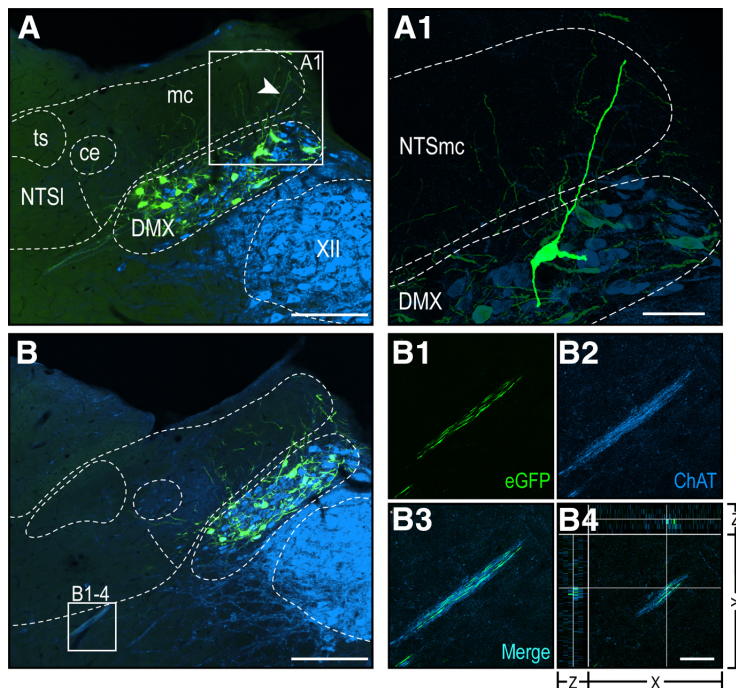 A
A1
mc
ts
ce
NTSl
DMX
XII
A1
NTSmc
DMX
B
B1-4
B1
eGFP
B2
ChAT
B3
Merge
B4
Z
Y
Z
X